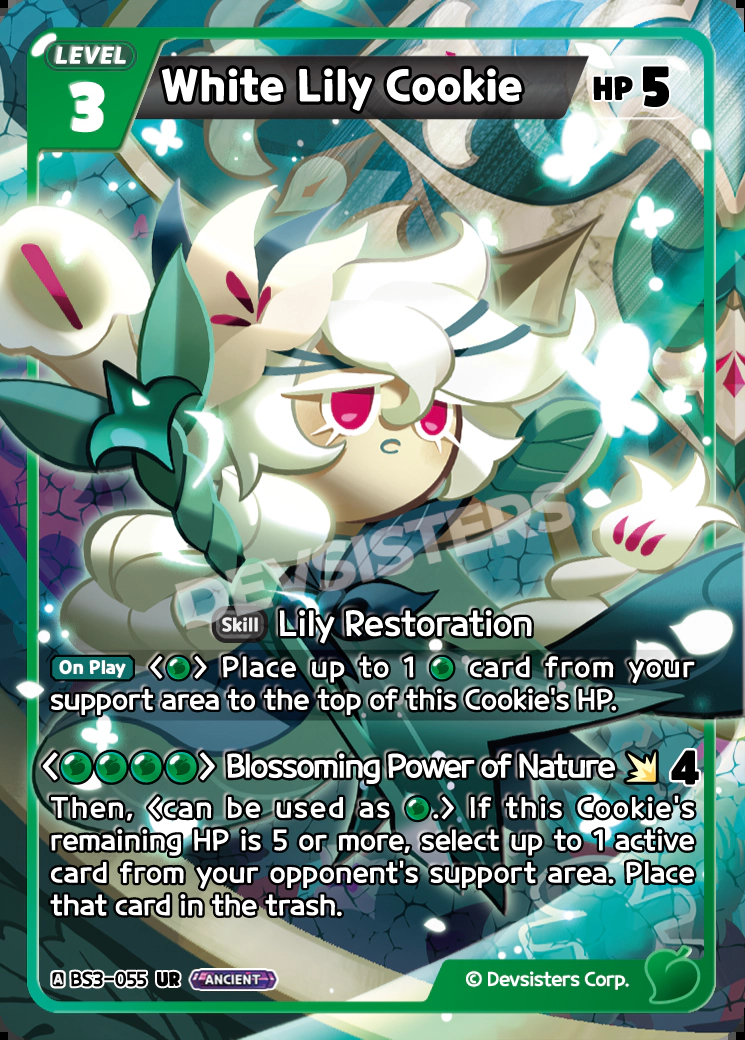 LEVEL
3
White Lily Cookie
HP 5
DEVSISTERS
Skill Lily Restoration
On Play < > Place up to 1 card from your
support area to the top of this Cookie's HP.
< > Blossoming Power of Nature 4
Then, <can be used as .> If this Cookie's
remaining HP is 5 or more, select up to 1 active
card from your opponent's support area. Place
that card in the trash.
A BS3-055 UR ANCIENT
© Devsisters Corp.